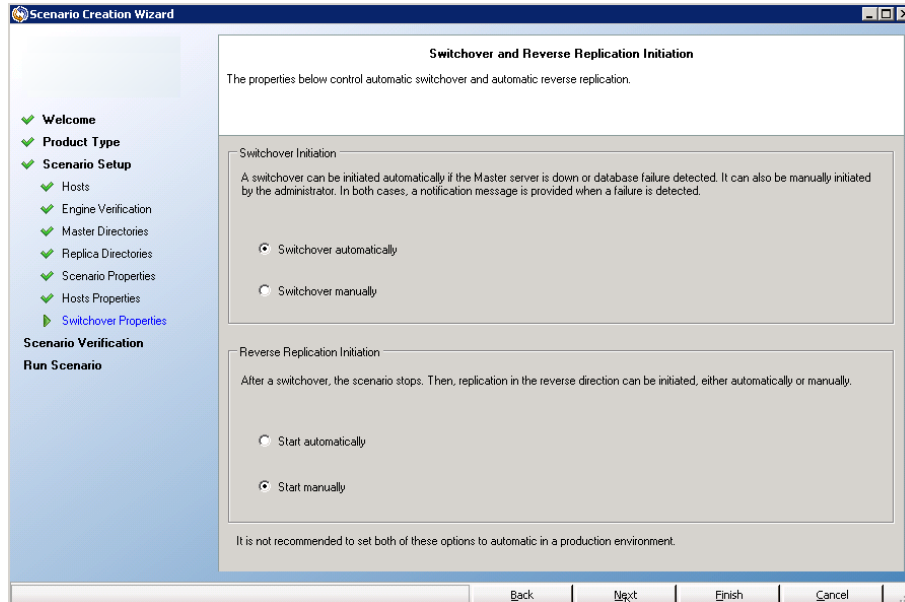 Scenario Creation Wizard
Switchover and Reverse Replication Initiation
The properties below control automatic switchover and automatic reverse replication.
Welcome
Product Type
Scenario Setup
Hosts
Engine Verification
Master Directories
Replica Directories
Scenario Properties
Hosts Properties
Switchover Properties
Scenario Verification
Run Scenario
Switchover Initiation
A switchover can be initiated automatically if the Master server is down or database failure detected. It can also be manually initiated
by the administrator. In both cases, a notification message is provided when a failure is detected.
Switchover automatically
Switchover manually
Reverse Replication Initiation
After a switchover, the scenario stops. Then, replication in the reverse direction can be initiated, either automatically or manually.
Start automatically
Start manually
It is not recommended to set both of these options to automatic in a production environment.
Back
Next
Finish
Cancel